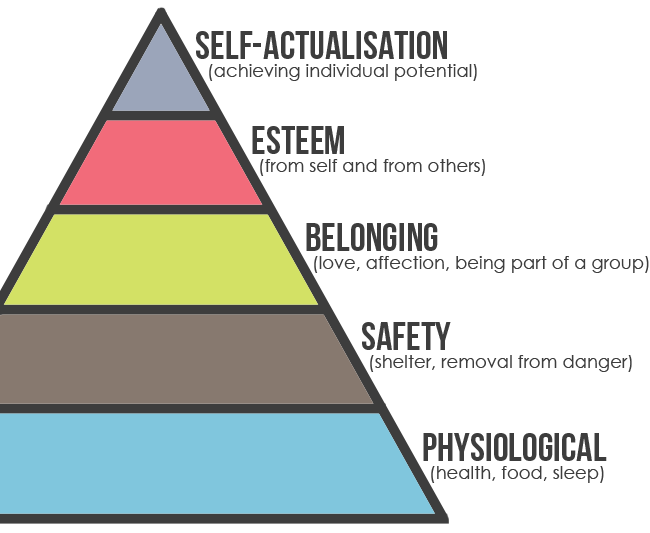 SELF-ACTUALISATION
(achieving individual potential)
ESTEEM
(from self and from others)
BELONGING
(love, affection, being part of a group)
SAFETY
(shelter, removal from danger)
PHYSIOLOGICAL
(health, food, sleep)